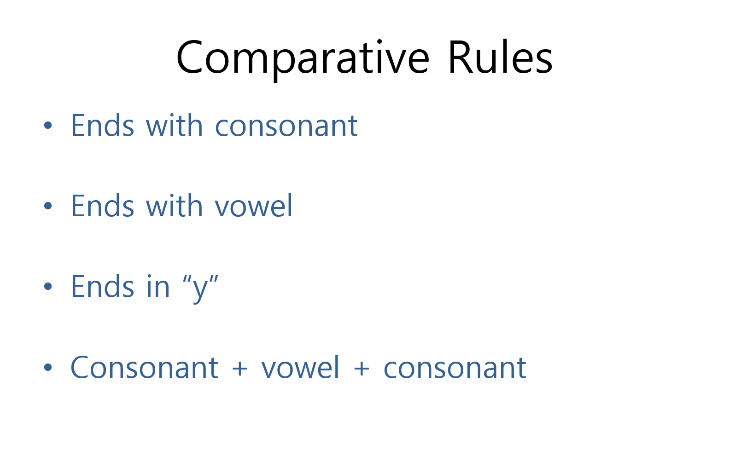 Comparative Rules
• Ends with consonant
• Ends with vowel
• Ends in “y”
• Consonant + vowel + consonant